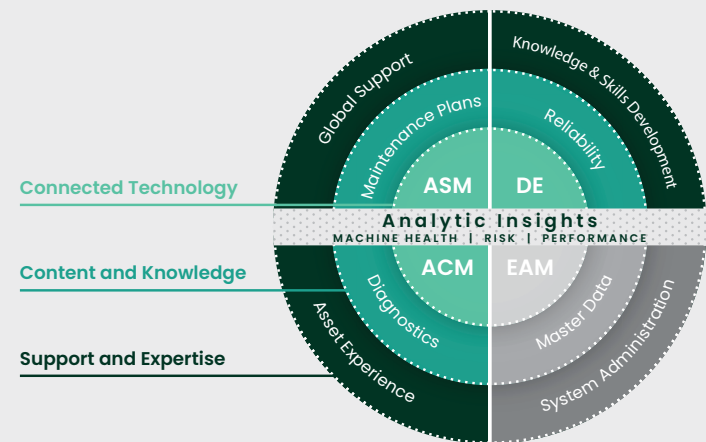 Global Support
Knowledge & Skills Development
Maintenance Plans
Reliability
ASM
DE
Connected Technology
Analytic Insights
MACHINE HEALTH | RISK | PERFORMANCE
Content and Knowledge
ACM
EAM
Diagnostics
Master Data
Asset Experience
System Administration
Support and Expertise